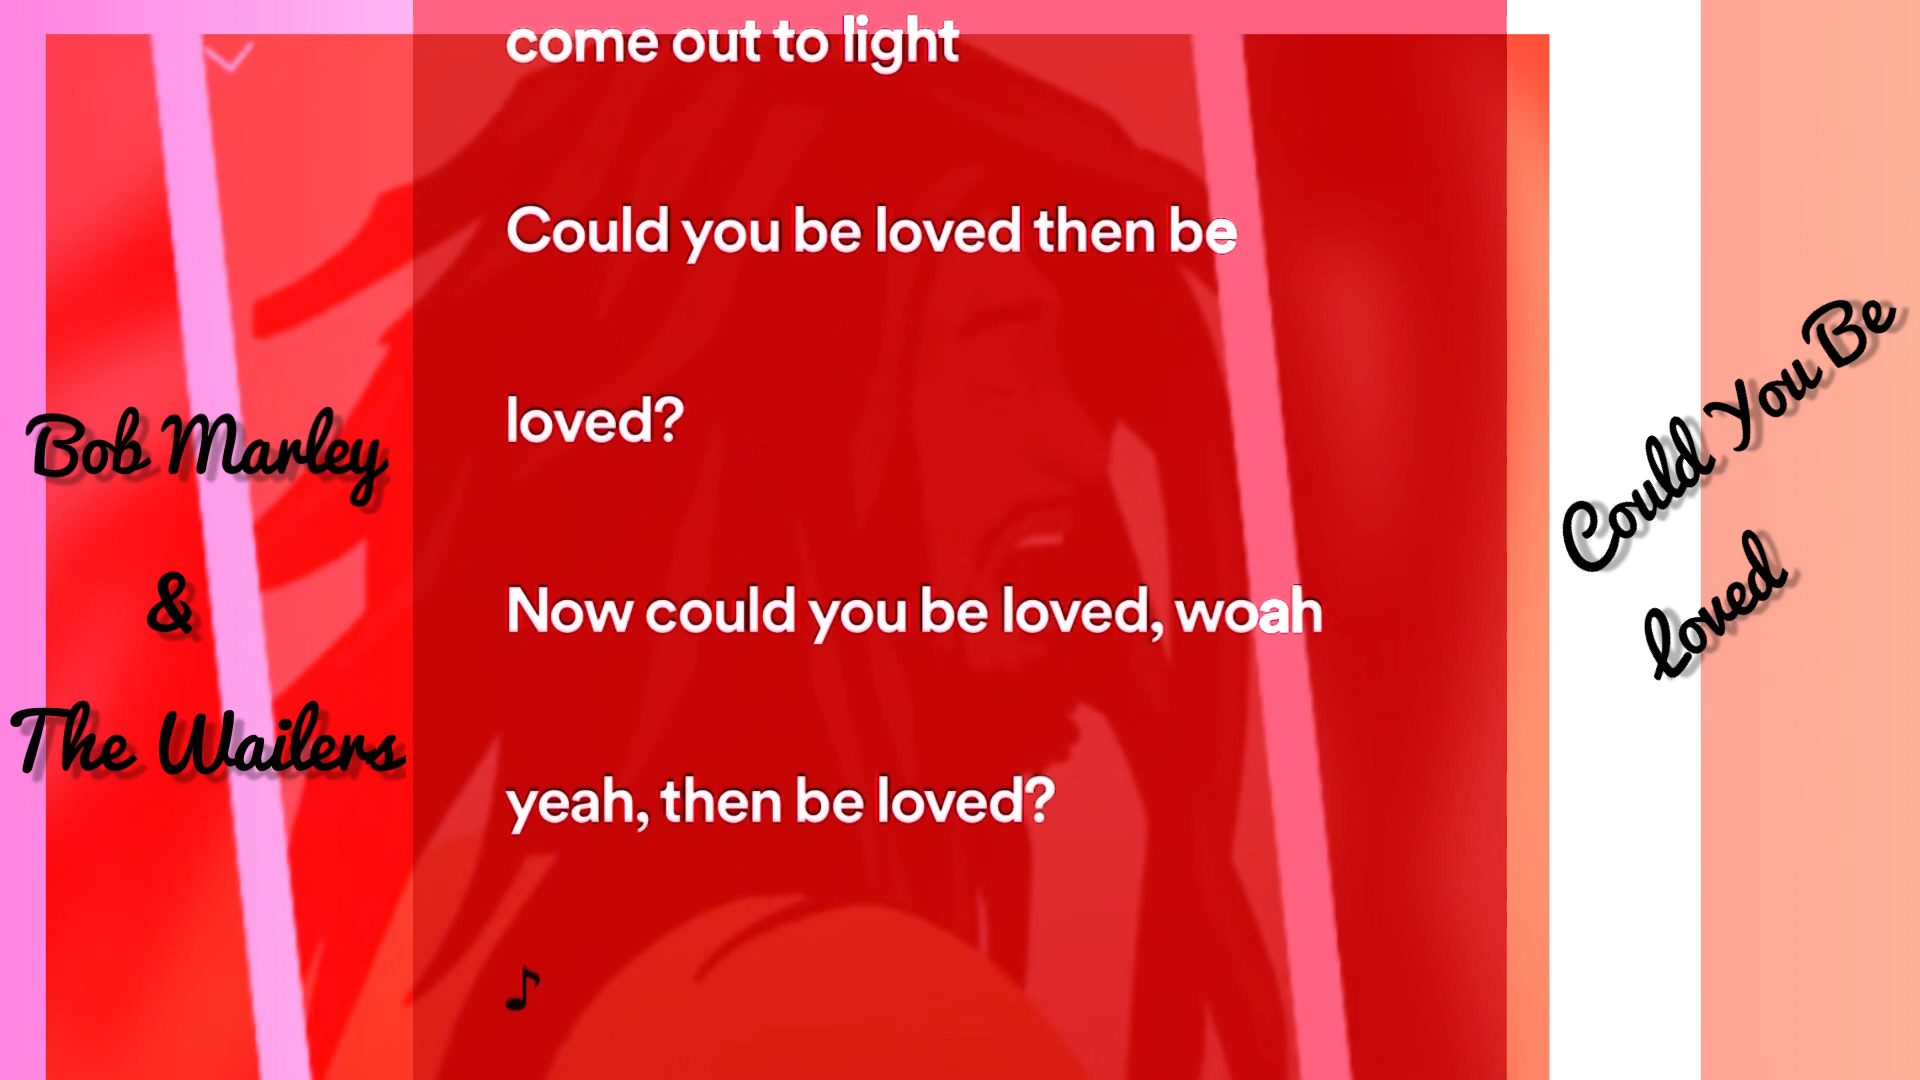 come out to light
Could you be loved then be
loved?
Now could you be loved, woah
yeah, then be loved?
♪
Bob Marley
&
The Wailers
Could You Be
Loved